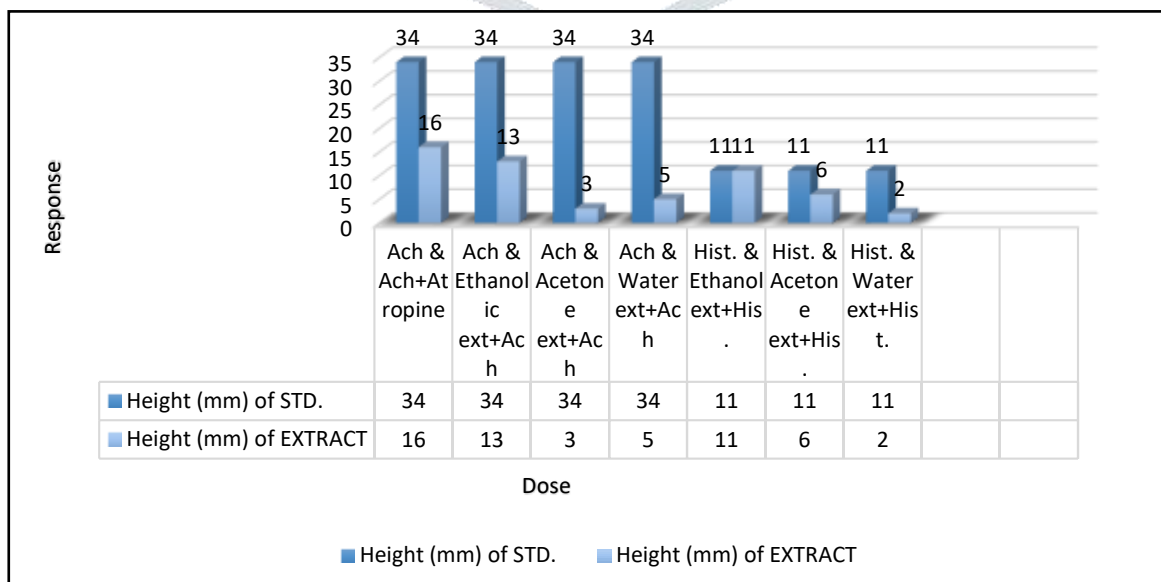 34 34 34 34
35
30
25
20
15
10
5
0
16 13 3 5 11 11 11 6 11 2
Response
Ach &
Ach+At
ropine
Ach &
Ethanol
ic
ext+Ac
h
Ach &
Aceton
e
ext+Ac
h
Ach &
Water
ext+Ac
h
Hist. &
Ethanol
ext+His
.
Hist. &
Aceton
e
ext+His
.
Hist. &
Water
ext+His
t.
Height (mm) of STD. 34 34 34 34 11 11 11
Height (mm) of EXTRACT 16 13 3 5 11 6 2
Dose
Height (mm) of STD. Height (mm) of EXTRACT